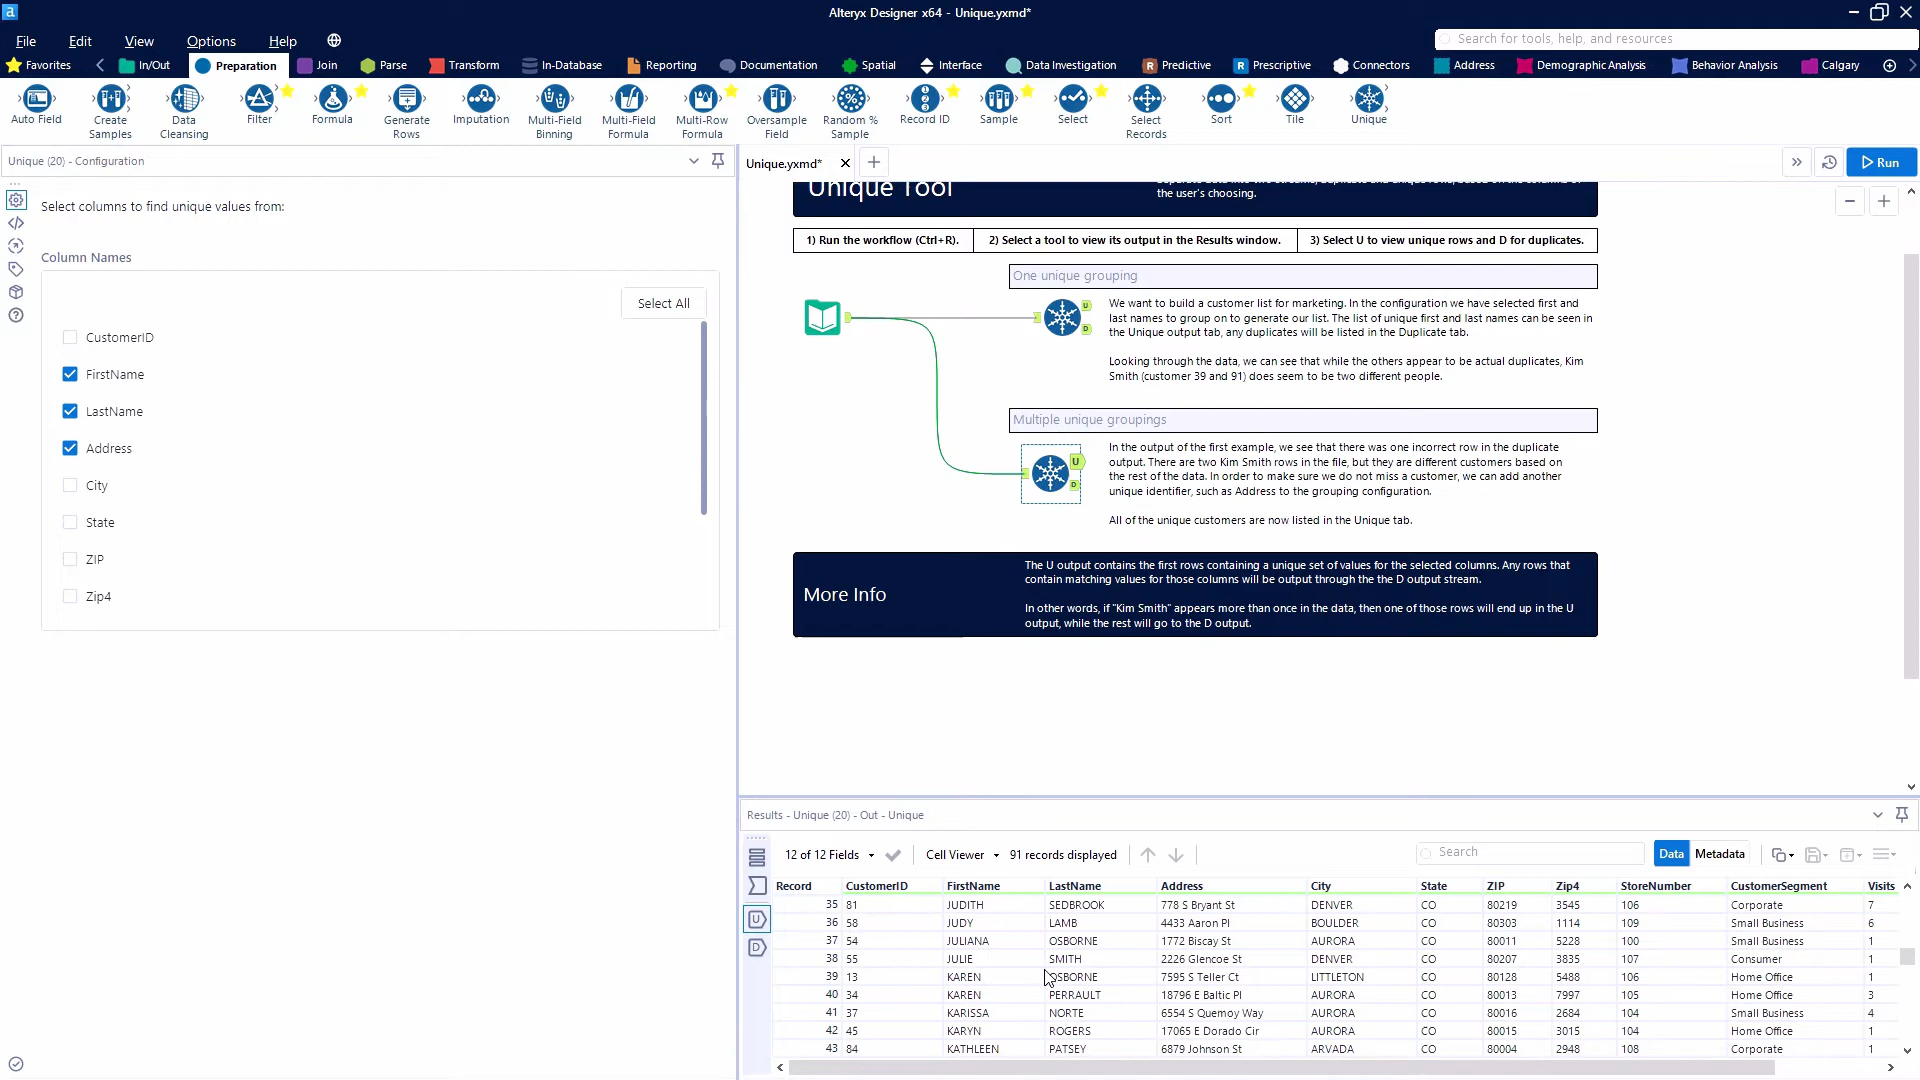 Alteryx Designer x64 - Unique.yxmd*
File Edit View Options Help
Search for tools, help, and resources
Favorites In/Out Preparation Join Parse Transform In-Database Reporting Documentation Spatial Interface Data Investigation Predictive Prescriptive Connectors Address Demographic Analysis Behavior Analysis Calgary
Auto Field
Create Samples
Data Cleansing
Filter
Formula
Generate Rows
Imputation
Multi-Field Binning
Multi-Field Formula
Multi-Row Formula
Oversample Field
Random % Sample
Record ID
Sample
Select
Select Records
Sort
Tile
Unique
Unique (20) - Configuration
Select columns to find unique values from:
Column Names
Select All
CustomerID
FirstName
LastName
Address
City
State
ZIP
Zip4
Unique.yxmd*
Run
Unique Tool
the user's choosing.
1) Run the workflow (Ctrl+R).
2) Select a tool to view its output in the Results window.
3) Select U to view unique rows and D for duplicates.
One unique grouping
U
D
We want to build a customer list for marketing. In the configuration we have selected first and
last names to group on to generate our list. The list of unique first and last names can be seen in
the Unique output tab, any duplicates will be listed in the Duplicate tab.
Looking through the data, we can see that while the others appear to be actual duplicates, Kim
Smith (customer 39 and 91) does seem to be two different people.
Multiple unique groupings
U
D
In the output of the first example, we see that there was one incorrect row in the duplicate
output. There are two Kim Smith rows in the file, but they are different customers based on
the rest of the data. In order to make sure we do not miss a customer, we can add another
unique identifier, such as Address to the grouping configuration.
All of the unique customers are now listed in the Unique tab.
More Info
The U output contains the first rows containing a unique set of values for the selected columns. Any rows that
contain matching values for those columns will be output through the the D output stream.
In other words, if "Kim Smith" appears more than once in the data, then one of those rows will end up in the U
output, while the rest will go to the D output.
Results - Unique (20) - Out - Unique
12 of 12 Fields Cell Viewer 91 records displayed Search Data Metadata
Record CustomerID FirstName LastName Address City State ZIP Zip4 StoreNumber CustomerSegment Visits
35 81 JUDITH SEDBROOK 778 S Bryant St DENVER CO 80219 3545 106 Corporate 7
36 58 JUDY LAMB 4433 Aaron Pl BOULDER CO 80303 1114 109 Small Business 6
37 54 JULIANA OSBORNE 1772 Biscay St AURORA CO 80011 5228 100 Small Business 1
38 55 JULIE SMITH 2226 Glencoe St DENVER CO 80207 3835 107 Consumer 1
39 13 KAREN OSBORNE 7595 S Teller Ct LITTLETON CO 80128 5488 106 Home Office 1
40 34 KAREN PERRAULT 18796 E Baltic Pl AURORA CO 80013 7997 105 Home Office 3
41 37 KARISSA NORTE 6554 S Quemoy Way AURORA CO 80016 2684 104 Small Business 4
42 45 KARYN ROGERS 17065 E Dorado Cir AURORA CO 80015 3015 104 Home Office 1
43 84 KATHLEEN PATSEY 6879 Johnson St ARVADA CO 80004 2948 108 Corporate 1
U
D